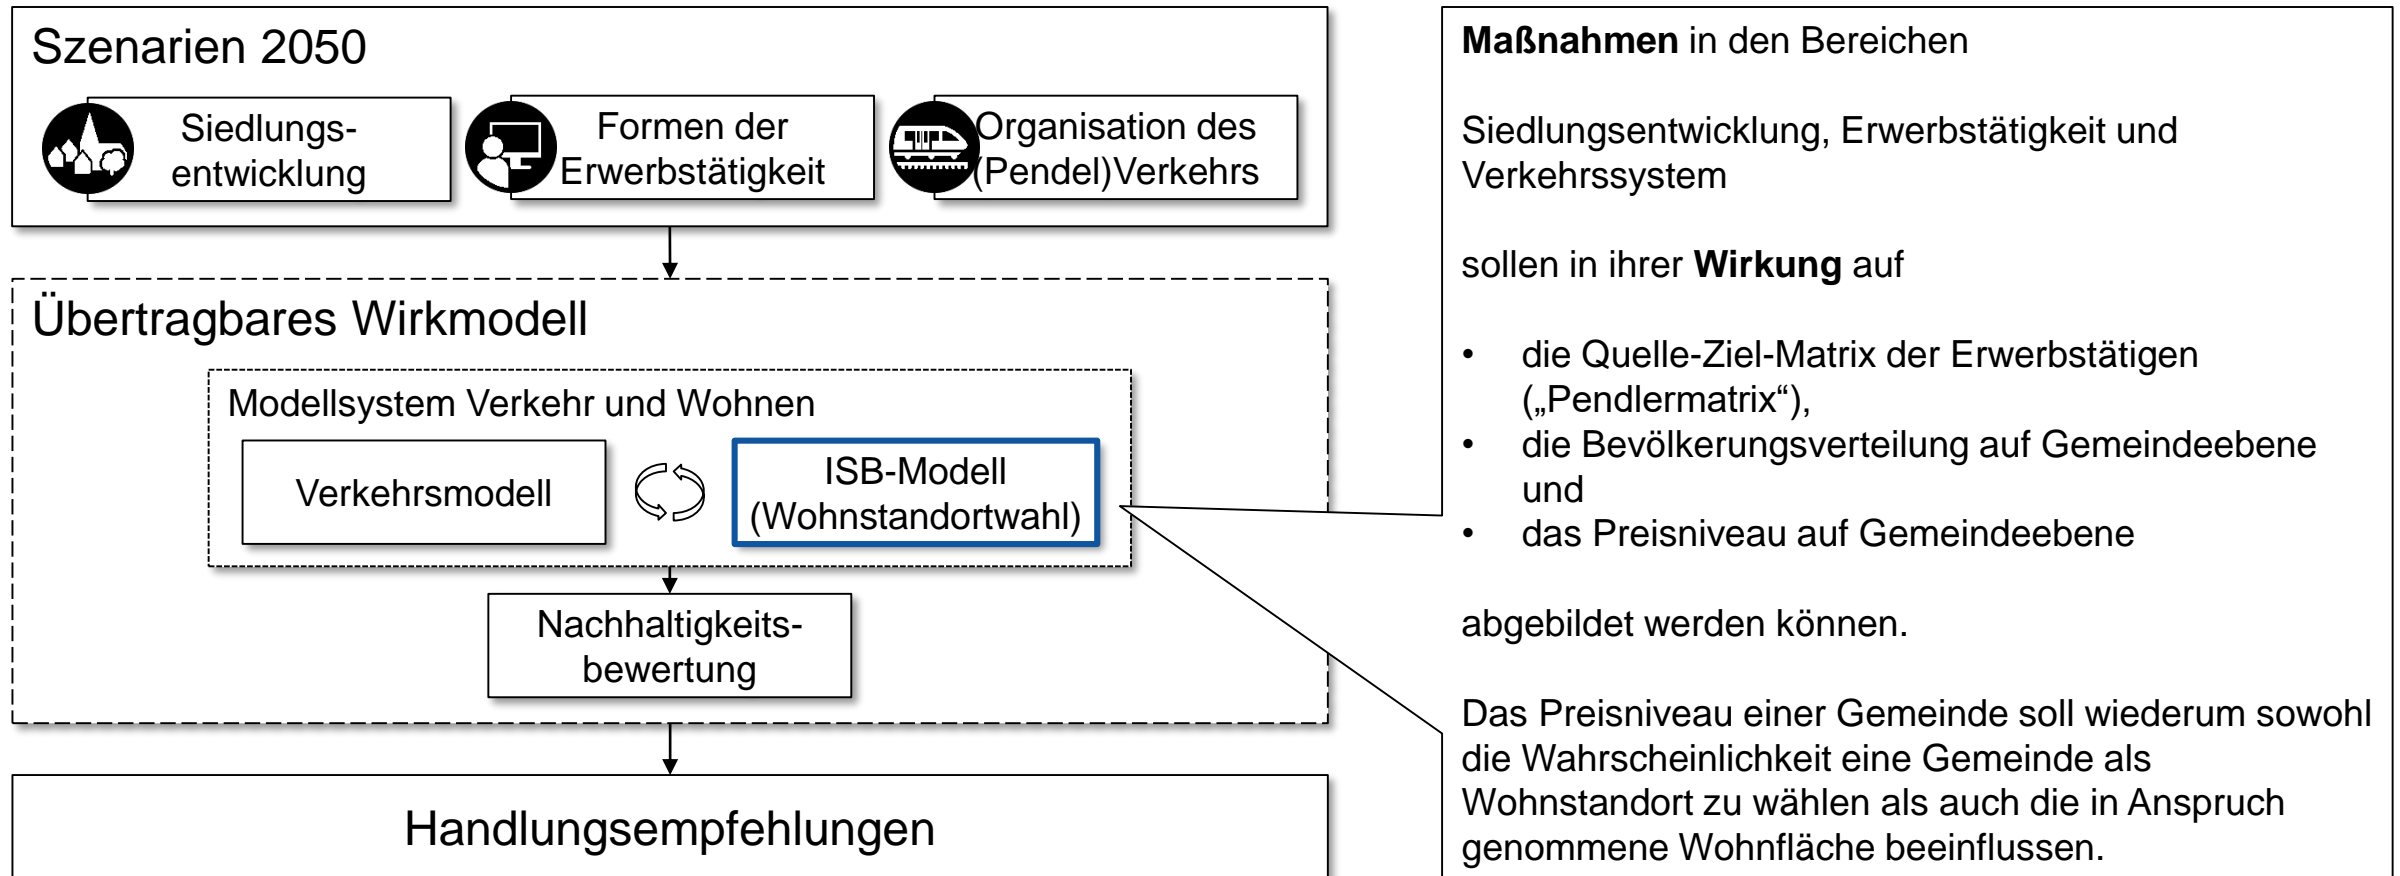 Szenarien 2050
Siedlungs-
entwicklung
Formen der
Erwerbstätigkeit
Organisation des
(Pendel)Verkehrs
Übertragbares Wirkmodell
Modellsystem Verkehr und Wohnen
Verkehrsmodell
ISB-Modell
(Wohnstandortwahl)
Nachhaltigkeits-
bewertung
Handlungsempfehlungen
Maßnahmen in den Bereichen
Siedlungsentwicklung, Erwerbstätigkeit und
Verkehrssystem
sollen in ihrer Wirkung auf
• die Quelle-Ziel-Matrix der Erwerbstätigen
(„Pendlermatrix“),
• die Bevölkerungsverteilung auf Gemeindeebene
und
• das Preisniveau auf Gemeindeebene
abgebildet werden können.
Das Preisniveau einer Gemeinde soll wiederum sowohl
die Wahrscheinlichkeit eine Gemeinde als
Wohnstandort zu wählen als auch die in Anspruch
genommene Wohnfläche beeinflussen.